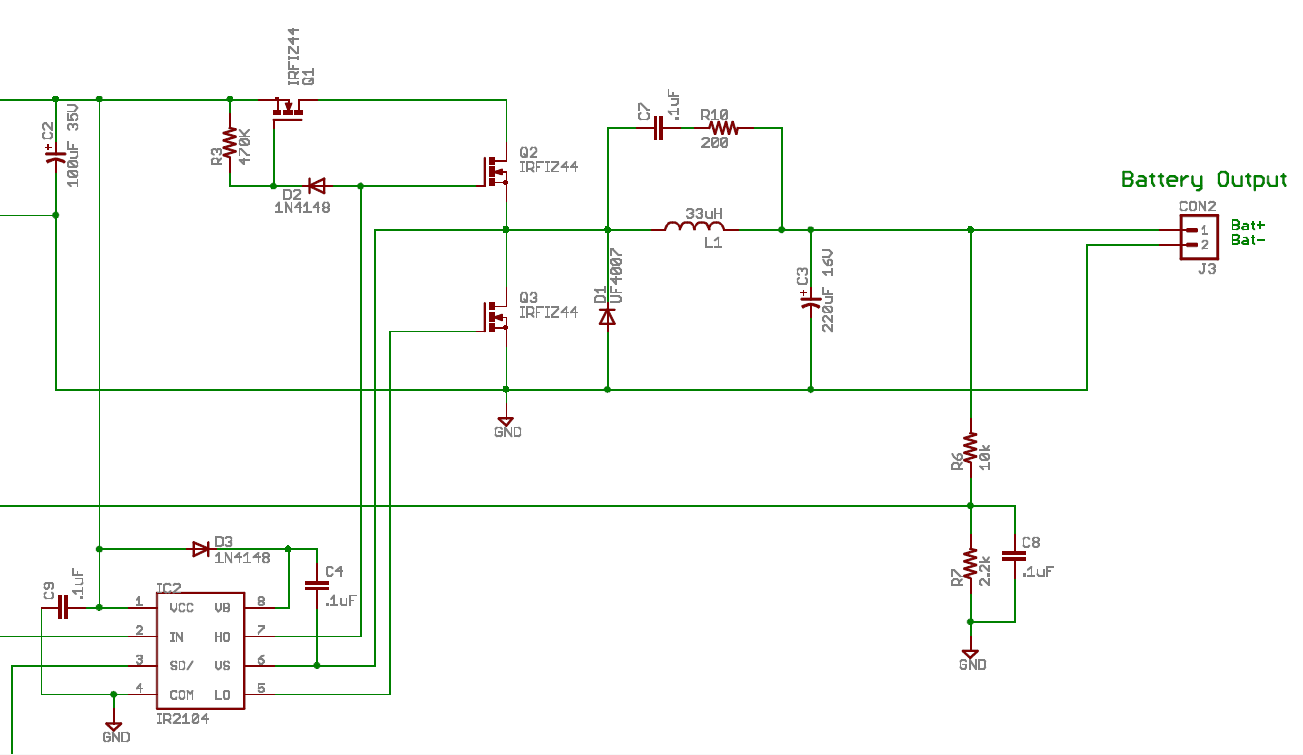 IRFIZ44
Q1
C2
100uF 35V
+
R3
470K
D2
1N4148
Q2
IRFIZ44
C7
.1uF
R10
200
33uH
L1
Battery Output
CON2
1
2
Bat+
Bat-
J3
Q3
IRFIZ44
D1
UF4007
C3
220uF 16V
+
GND
R6
10k
R7
2.2k
C8
.1uF
GND
D3
1N4148
C4
.1uF
C9
.1uF
IC2
1 VCC VB 8
2 IN HO 7
3 SD/ VS 6
4 COM LO 5
IR2104
GND